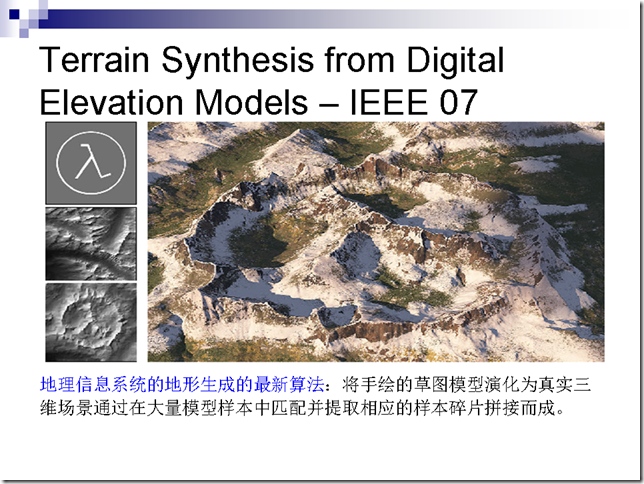 Terrain Synthesis from Digital
Elevation Models – IEEE 07
地理信息系统的地形生成的最新算法：将手绘的草图模型演化为真实三
维场景通过在大量模型样本中匹配并提取相应的样本碎片拼接而成。